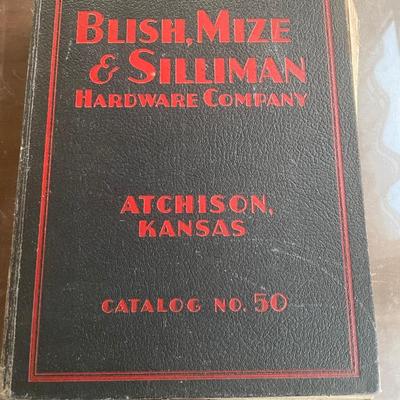 BLISH, MIZE
& SILLIMAN
HARDWARE COMPANY
ATCHISON,
KANSAS
CATALOG NO. 50